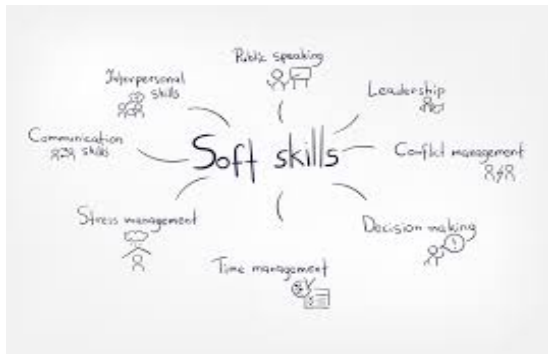 Public speaking
Interpersonal
skills
Leadership
Communication
skills
Soft skills
Conflict management
Stress management
Decision making
Time management